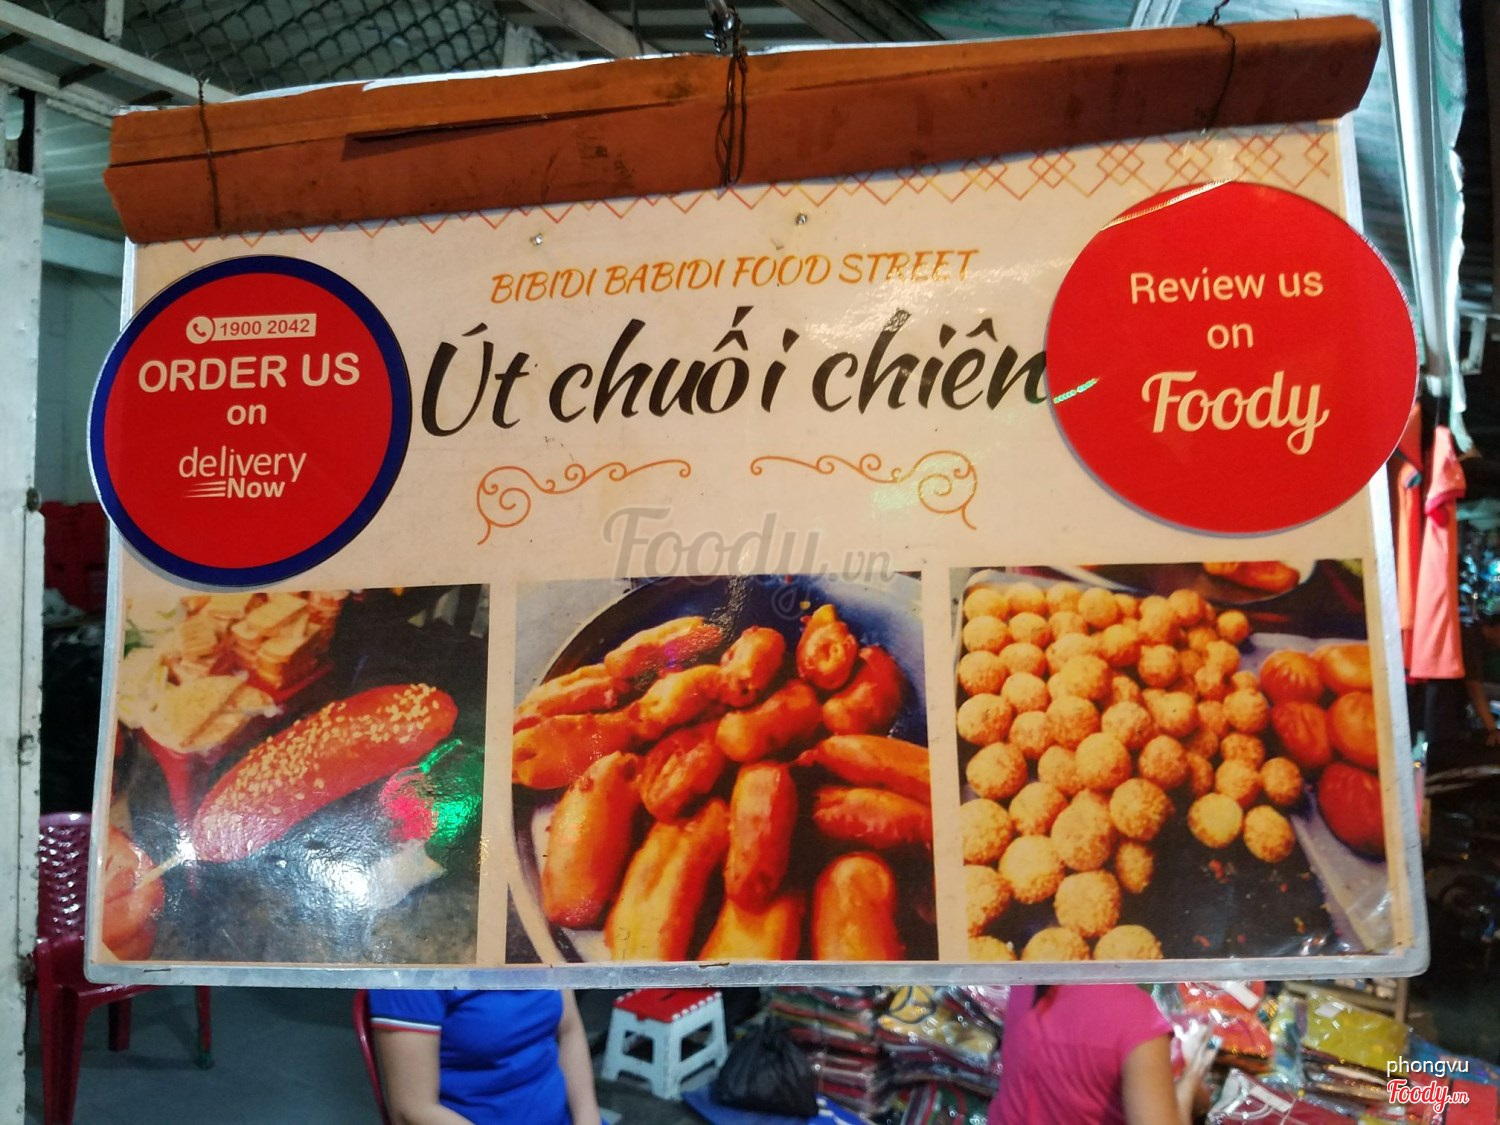 BIBIDI BABIDI FOOD STREET
Út chuối chiên
1900 2042
ORDER US
on
delivery
Now
Review us
on
Foody
Foody.vn
phongvu
Foody.vn